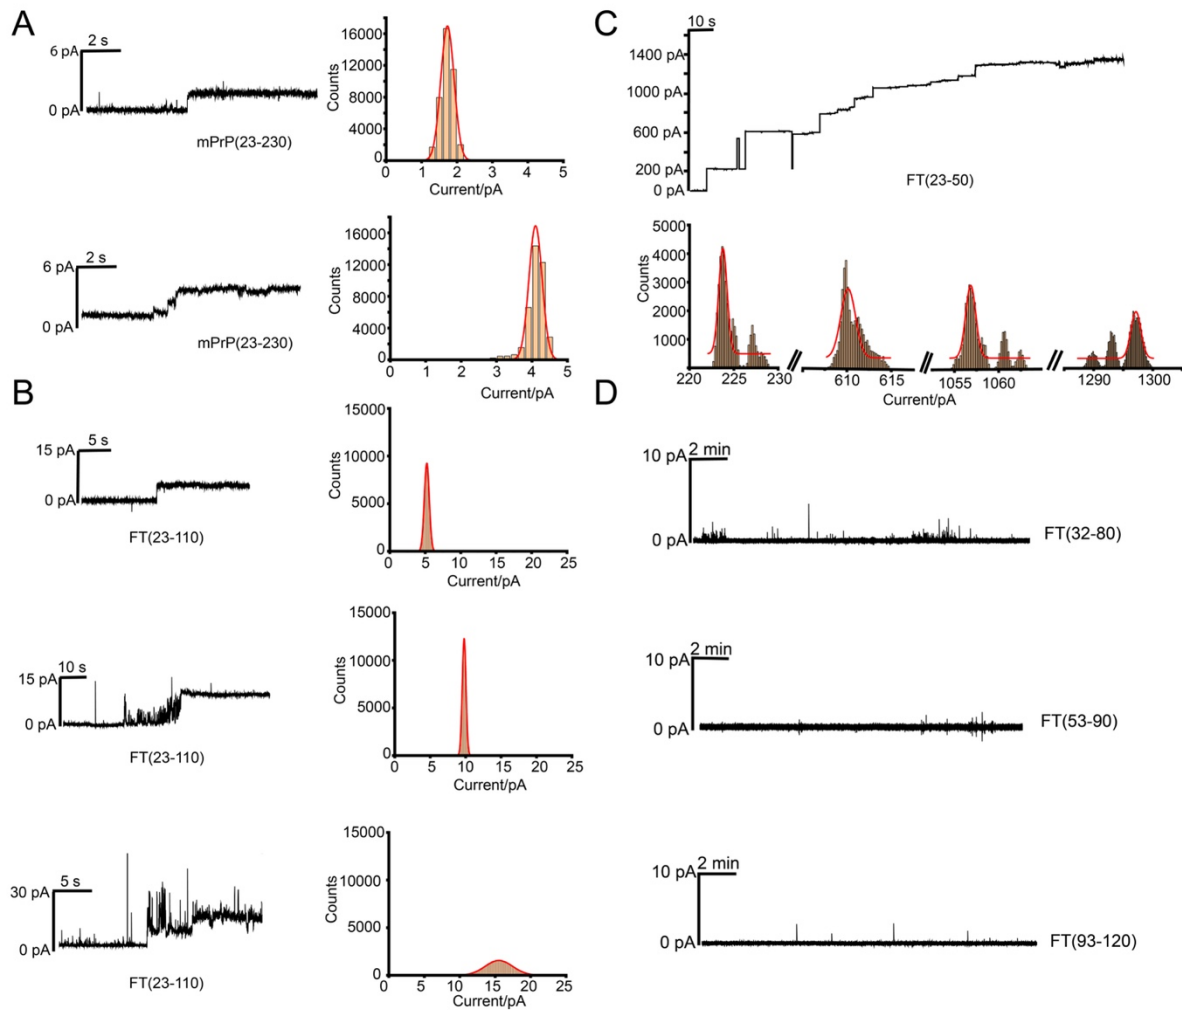 A
2 s
6 pA
0 pA
mPrP(23-230)
Counts
16000
12000
8000
4000
0
0 1 2 3 4 5
Current/pA
2 s
6 pA
0 pA
mPrP(23-230)
Counts
16000
12000
8000
4000
0
0 1 2 3 4 5
Current/pA
B
5 s
15 pA
0 pA
FT(23-110)
Counts
15000
10000
5000
0
0 5 10 15 20 25
Current/pA
10 s
15 pA
0 pA
FT(23-110)
Counts
15000
10000
5000
0
0 5 10 15 20 25
Current/pA
5 s
30 pA
0 pA
FT(23-110)
Counts
15000
10000
5000
0
0 5 10 15 20 25
Current/pA
C
10 s
1400 pA
1000 pA
600 pA
200 pA
0 pA
FT(23-50)
Counts
5000
4000
3000
2000
1000
220 225 230 610 615 1055 1060 1290 1300
Current/pA
D
2 min
10 pA
0 pA
FT(32-80)
2 min
10 pA
0 pA
FT(53-90)
2 min
10 pA
0 pA
FT(93-120)